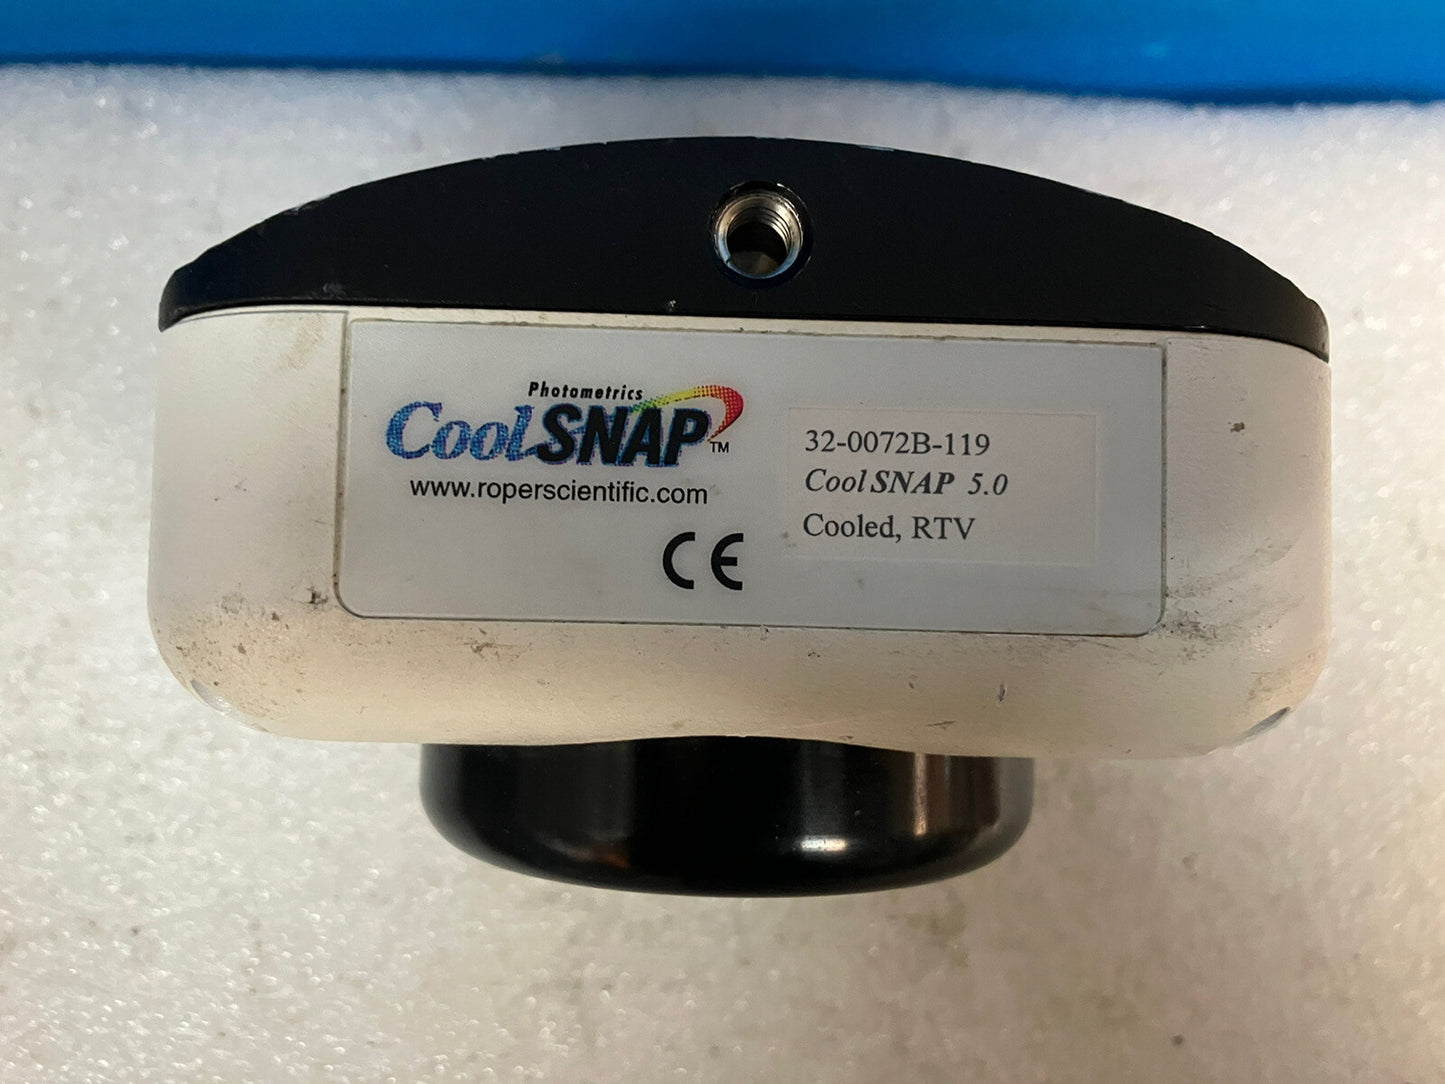 Photometrics
CoolSNAP™
www.roperscientific.com
CE
32-0072B-119
CoolSNAP 5.0
Cooled, RTV